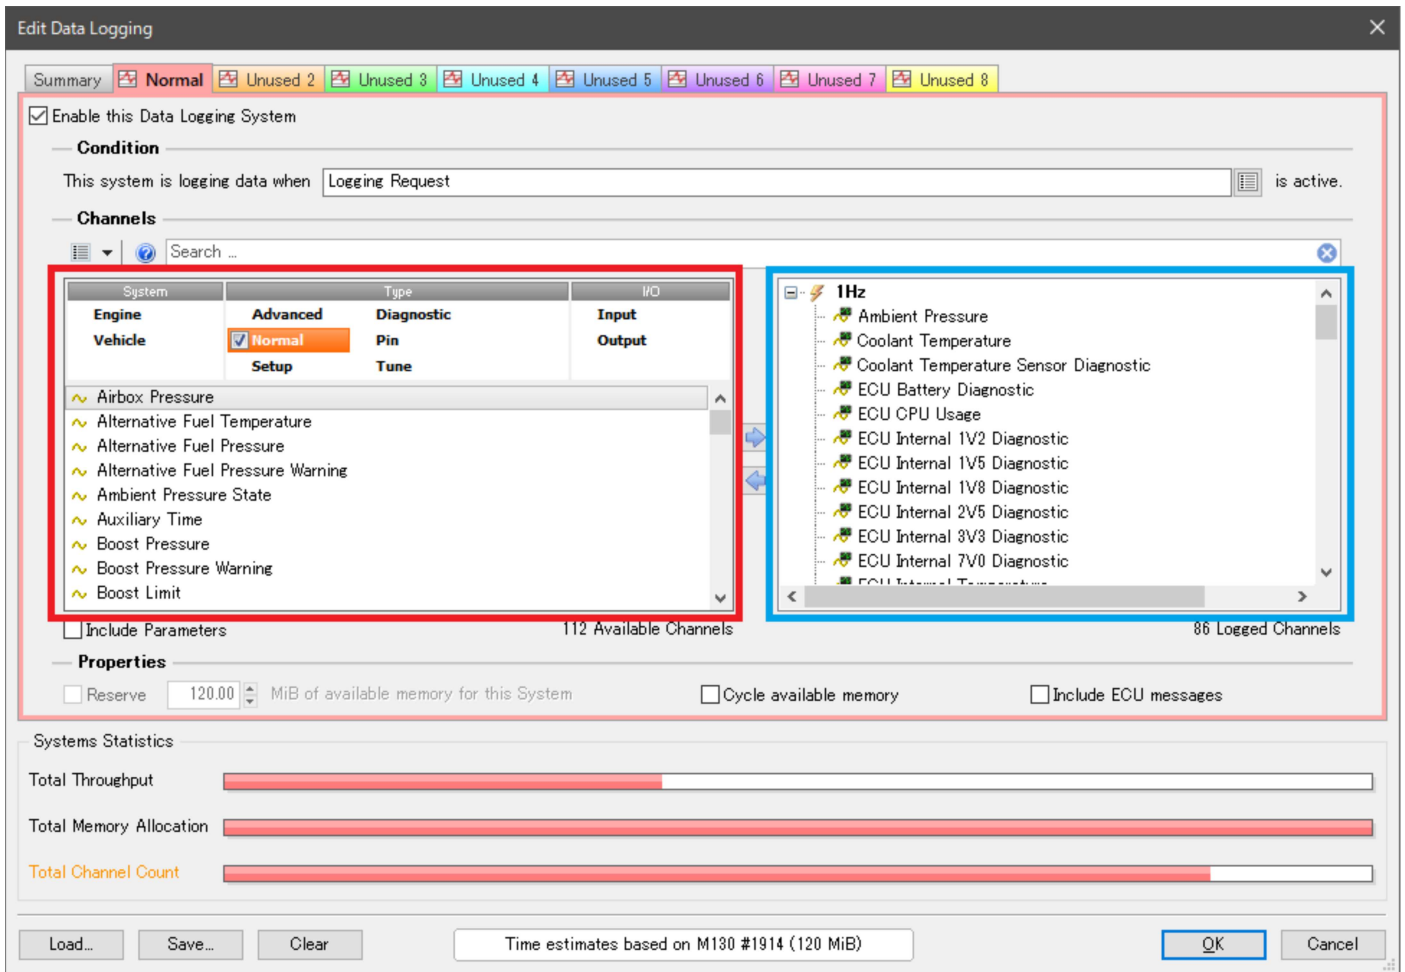 Edit Data Logging
Summary Normal Unused 2 Unused 3 Unused 4 Unused 5 Unused 6 Unused 7 Unused 8
Enable this Data Logging System
Condition
This system is logging data when Logging Request is active.
Channels
Search ...
System Type I/O
Engine Advanced Diagnostic Input
Vehicle Normal Pin Output
Setup Tune
Airbox Pressure
Alternative Fuel Temperature
Alternative Fuel Pressure
Alternative Fuel Pressure Warning
Ambient Pressure State
Auxiliary Time
Boost Pressure
Boost Pressure Warning
Boost Limit
1Hz
Ambient Pressure
Coolant Temperature
Coolant Temperature Sensor Diagnostic
ECU Battery Diagnostic
ECU CPU Usage
ECU Internal 1V2 Diagnostic
ECU Internal 1V5 Diagnostic
ECU Internal 1V8 Diagnostic
ECU Internal 2V5 Diagnostic
ECU Internal 3V3 Diagnostic
ECU Internal 7V0 Diagnostic
ECU Internal Temperature
Include Parameters 112 Available Channels 86 Logged Channels
Properties
Reserve 120.00 MiB of available memory for this System Cycle available memory Include ECU messages
Systems Statistics
Total Throughput
Total Memory Allocation
Total Channel Count
Load... Save... Clear Time estimates based on M130 #1914 (120 MiB) OK Cancel